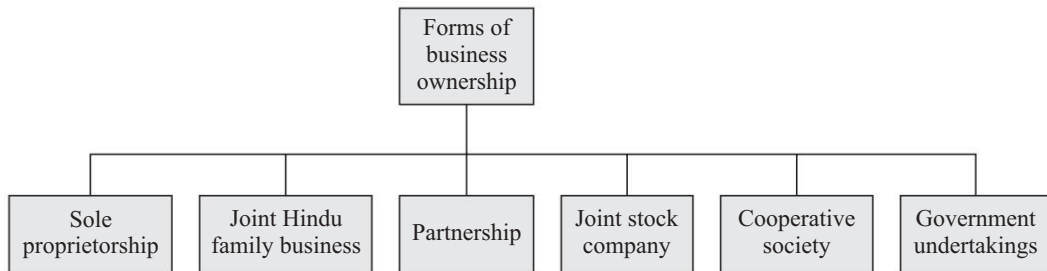 Forms of
business
ownership
Sole
proprietorship
Joint Hindu
family business
Partnership
Joint stock
company
Cooperative
society
Government
undertakings